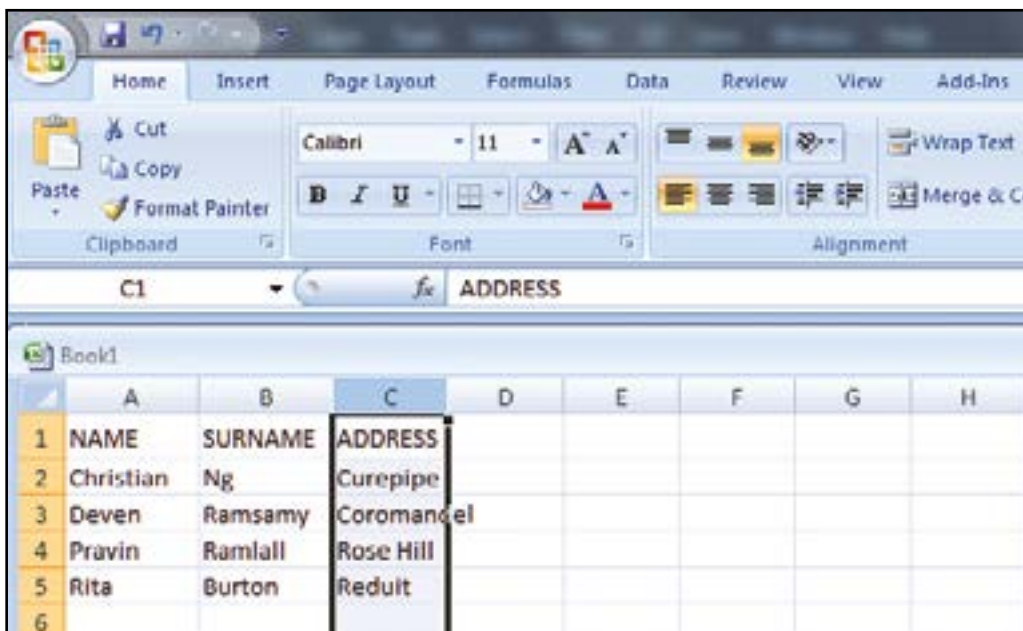 Home Insert Page Layout Formulas Data Review View Add-Ins
Cut
Calibri 11 A A Wrap Text
Copy
Paste B I U A Merge & C
Format Painter
Clipboard Font Alignment
C1 fx ADDRESS
Book1
A B C D E F G H
1 NAME SURNAME ADDRESS
2 Christian Ng Curepipe
3 Deven Ramsamy Coromandel
4 Pravin Ramlall Rose Hill
5 Rita Burton Reduit
6